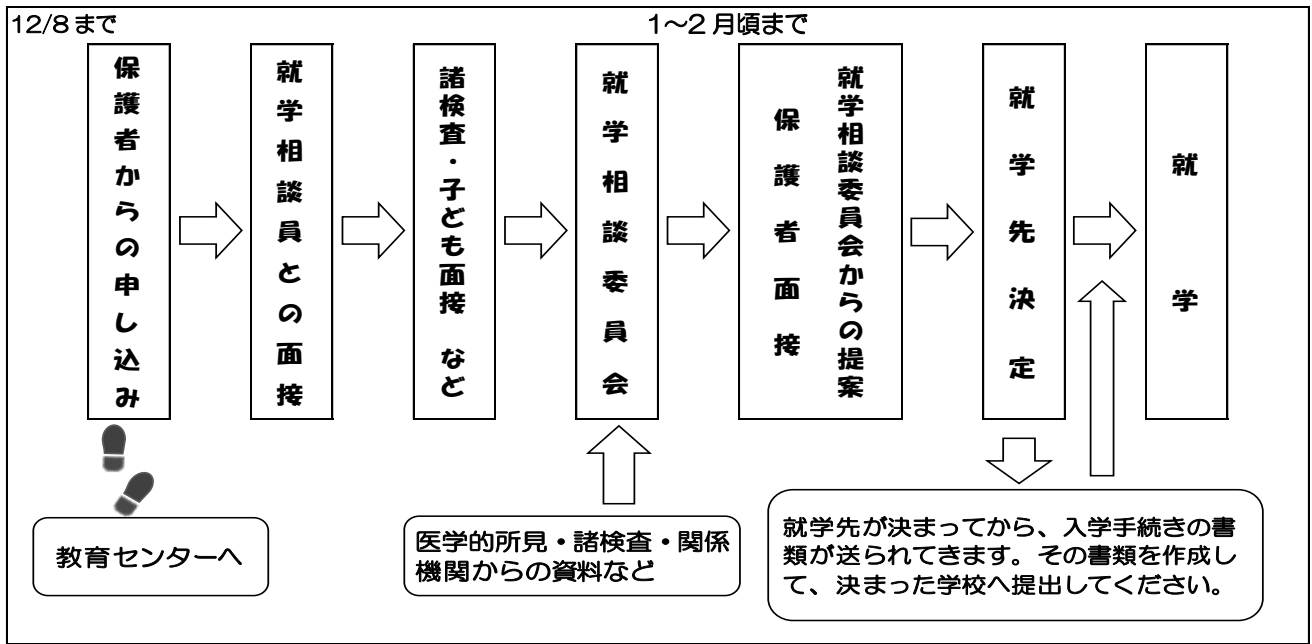 12/8まで
1～2月頃まで
保護者からの申し込み
就学相談員との面接
諸検査・子ども面接 など
就学相談委員会
就学相談委員会からの提案
保護者面接
就学先決定
就学
教育センターへ
医学的所見・諸検査・関係
機関からの資料など
就学先が決まってから、入学手続きの書
類が送られてきます。その書類を作成し
て、決まった学校へ提出してください。